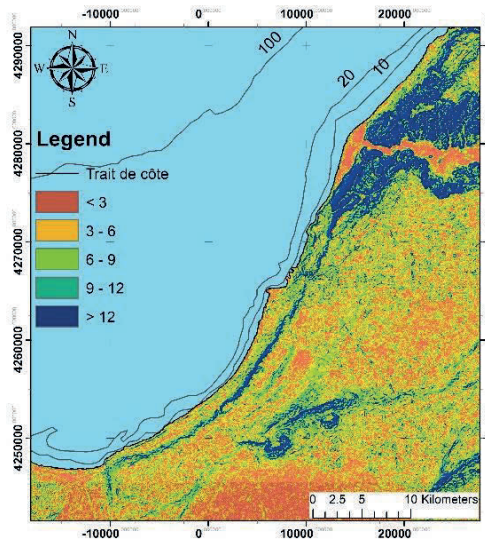 -10000 0 10000 20000
4290000
4280000
4270000
4260000
4250000
N
W E
S
100
20
10
Legend
Trait de côte
< 3
3 - 6
6 - 9
9 - 12
> 12
0 2.5 5 10 Kilometers
-10000 0 10000 20000